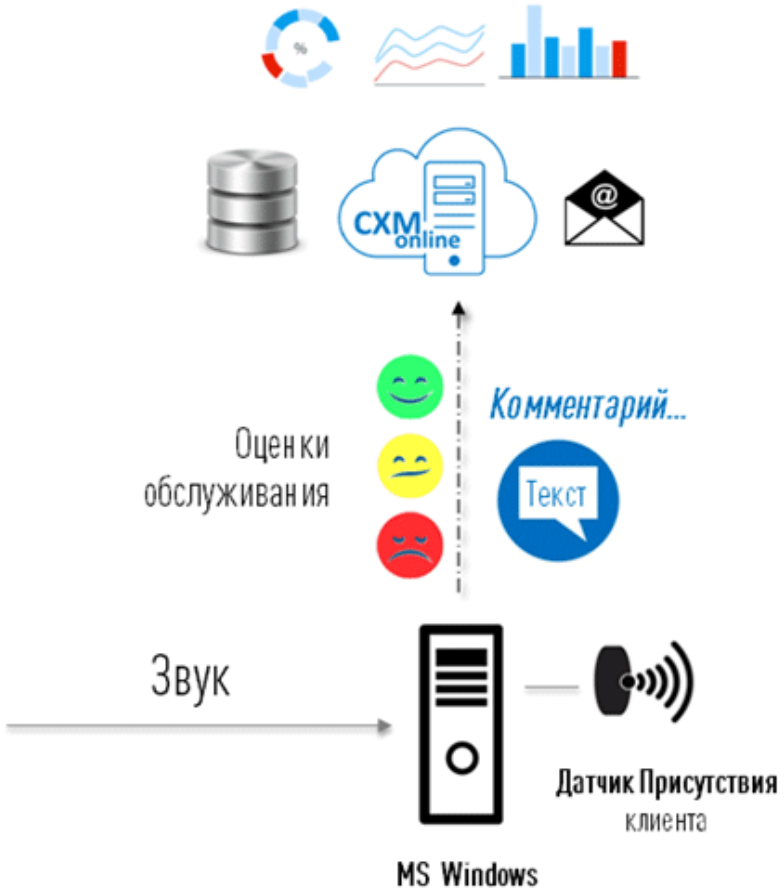 %
CXM
online
@
Комментарий...
Оценки
обслуживания
Текст
Звук
Датчик Присутствия
клиента
MS Windows